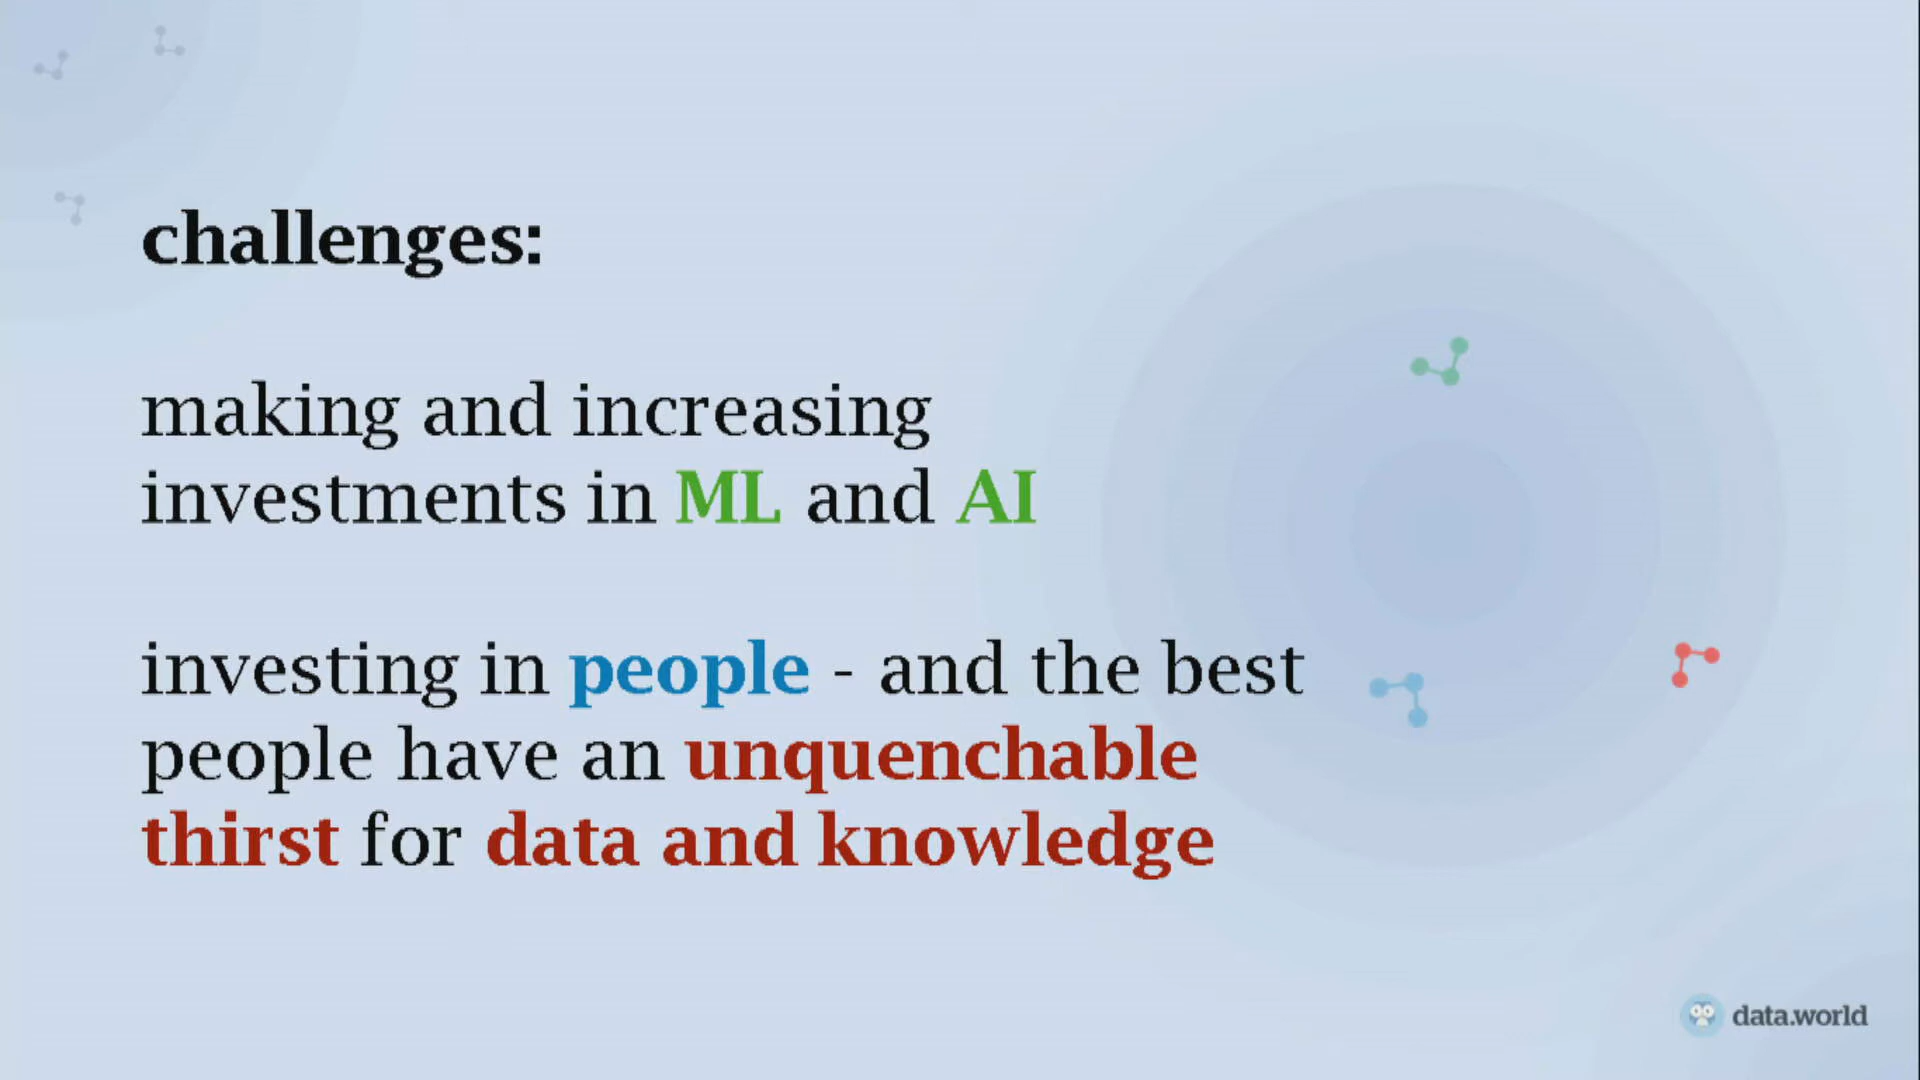 challenges:
making and increasing
investments in ML and AI
investing in people - and the best
people have an unquenchable
thirst for data and knowledge
data.world